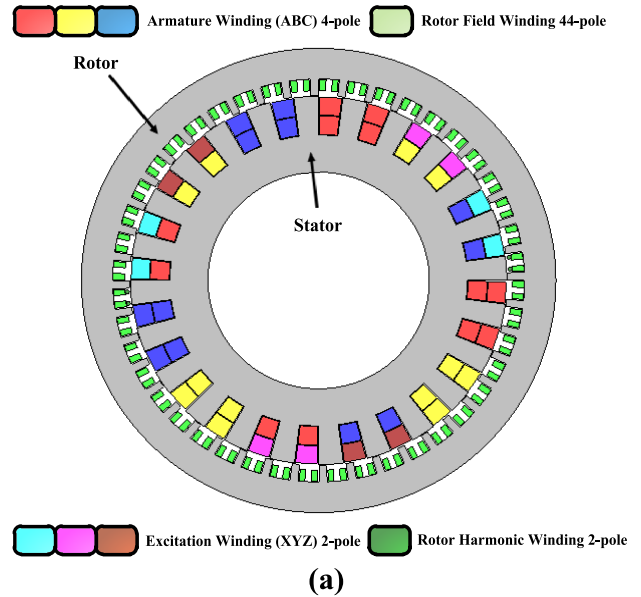 Armature Winding (ABC) 4-pole
Rotor Field Winding 44-pole
Rotor
Stator
Excitation Winding (XYZ) 2-pole
Rotor Harmonic Winding 2-pole
(a)